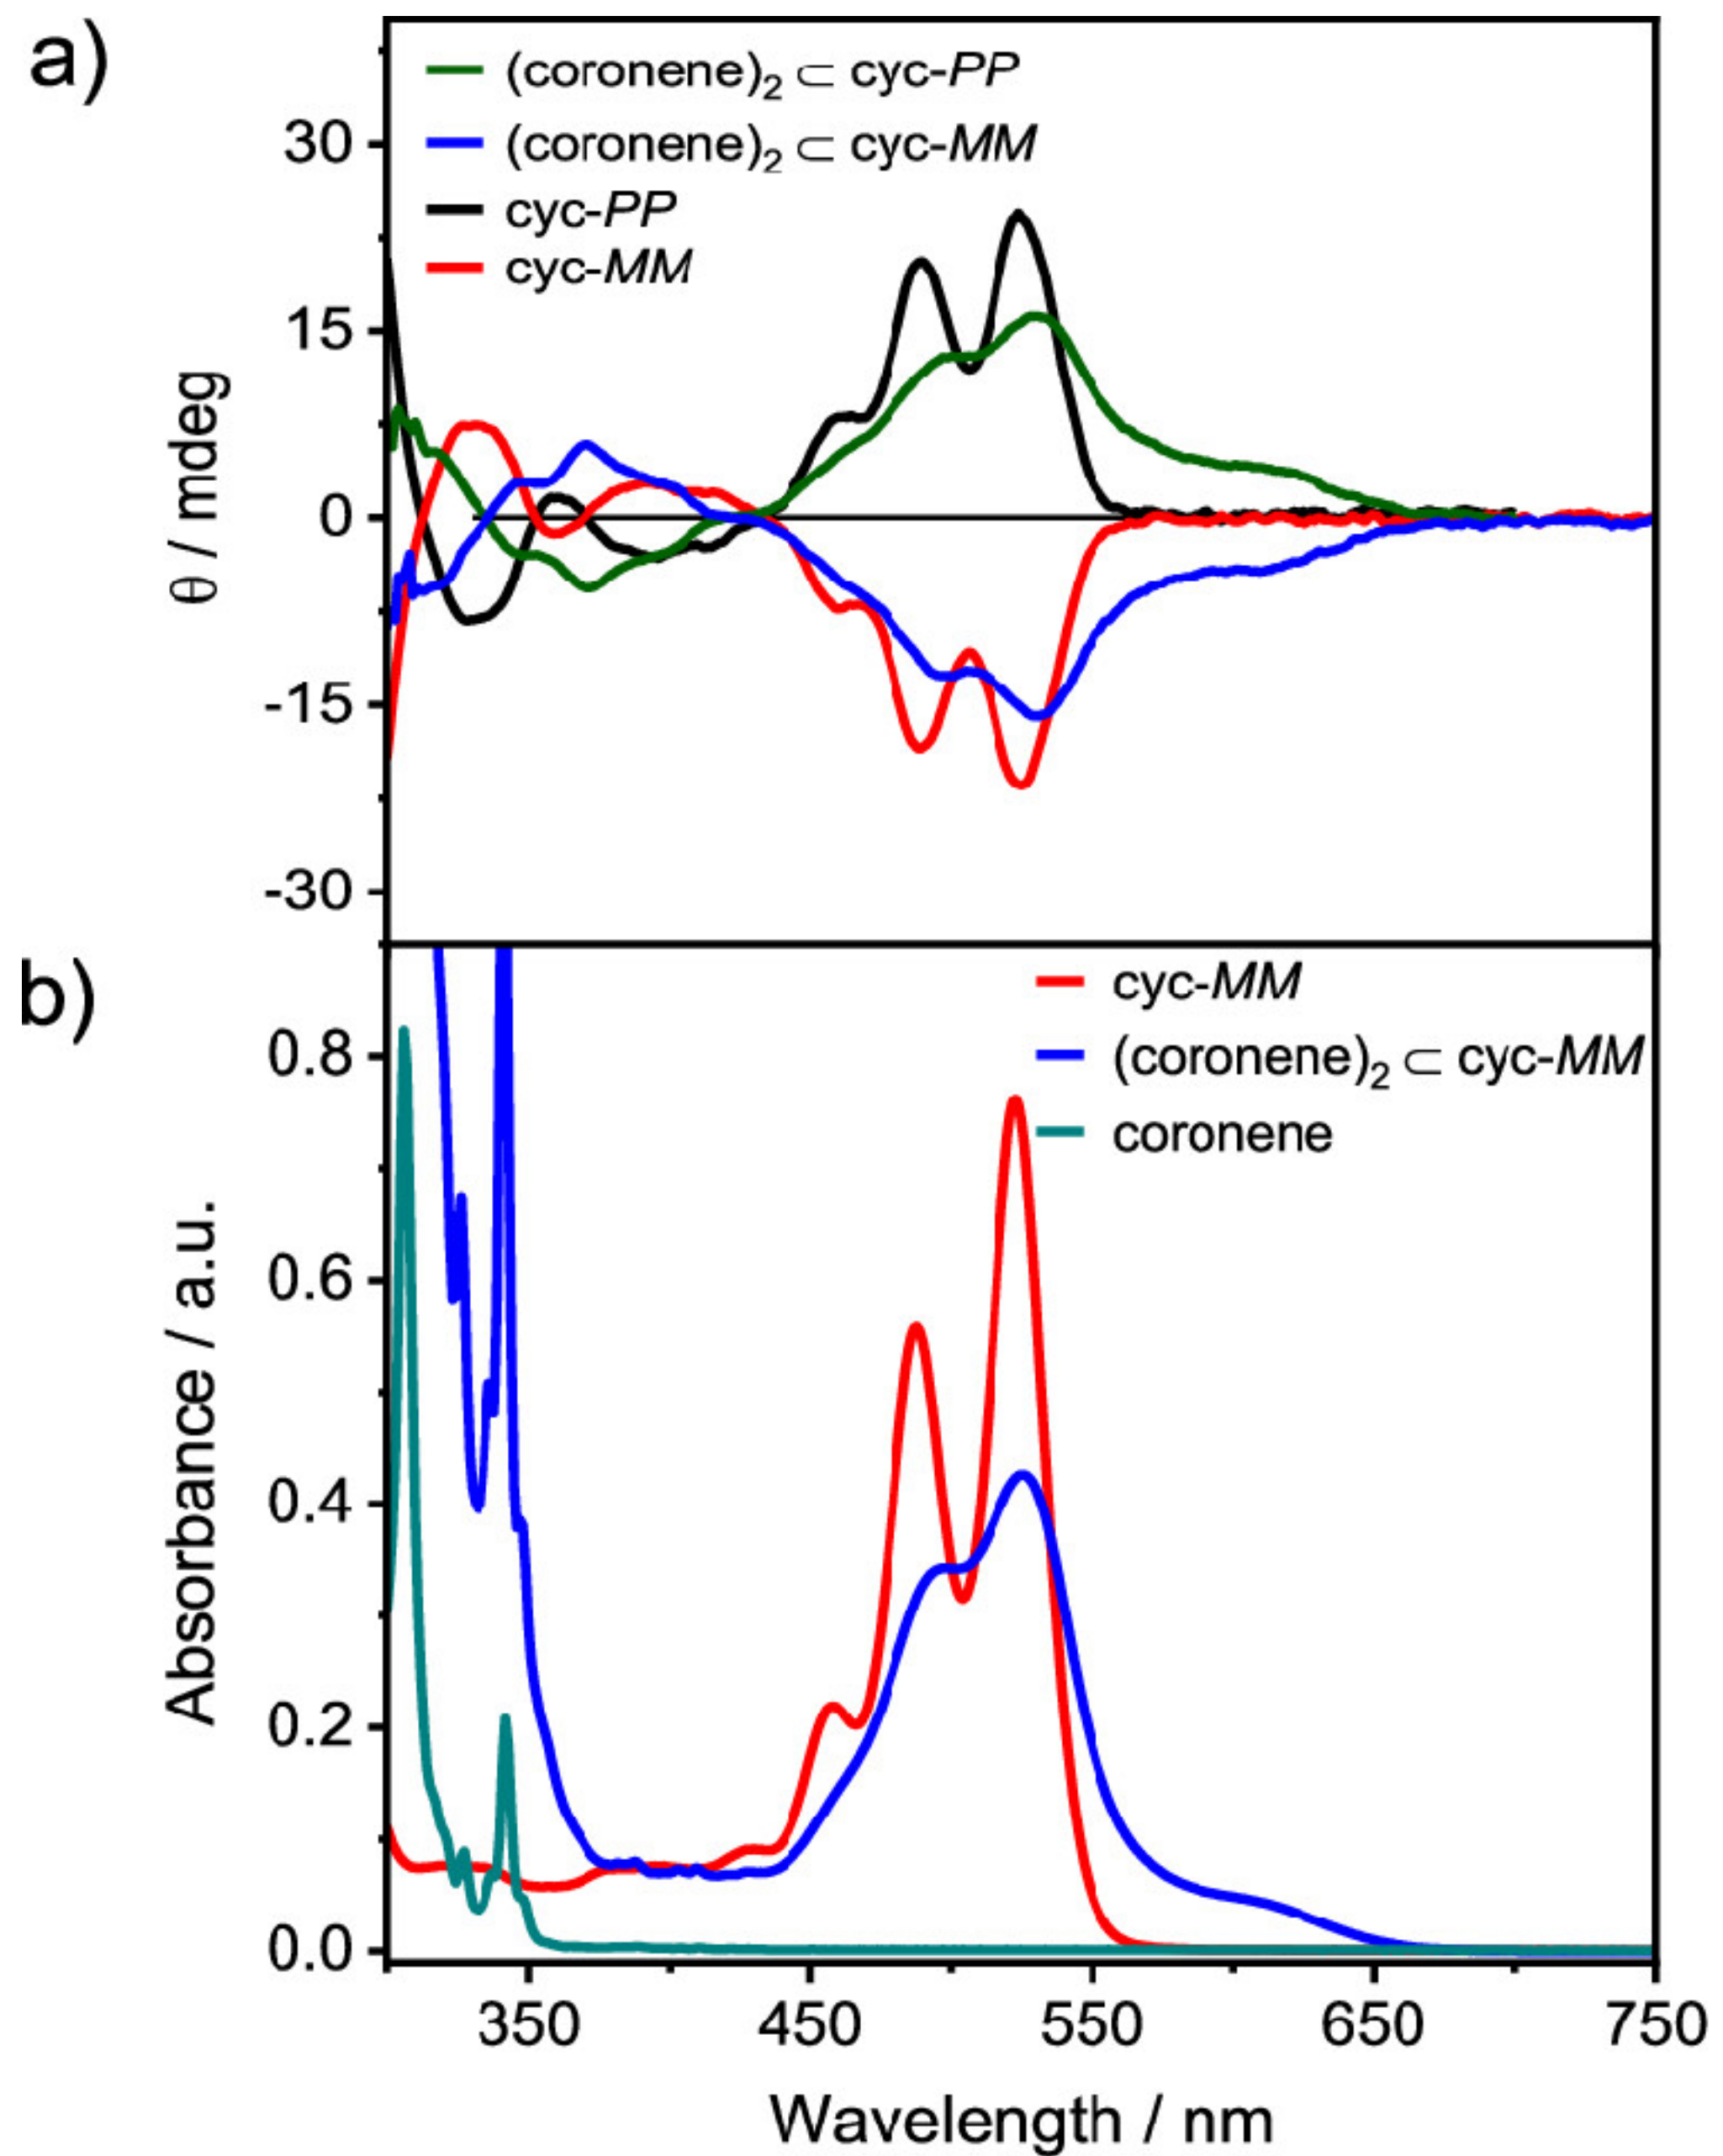 a)
(coronene)₂ ⊂ cyc-PP
(coronene)₂ ⊂ cyc-MM
cyc-PP
cyc-MM
30
15
0
-15
-30
θ / mdeg
b)
cyc-MM
(coronene)₂ ⊂ cyc-MM
coronene
0.8
0.6
0.4
0.2
0.0
Absorbance / a.u.
350 450 550 650 750
Wavelength / nm